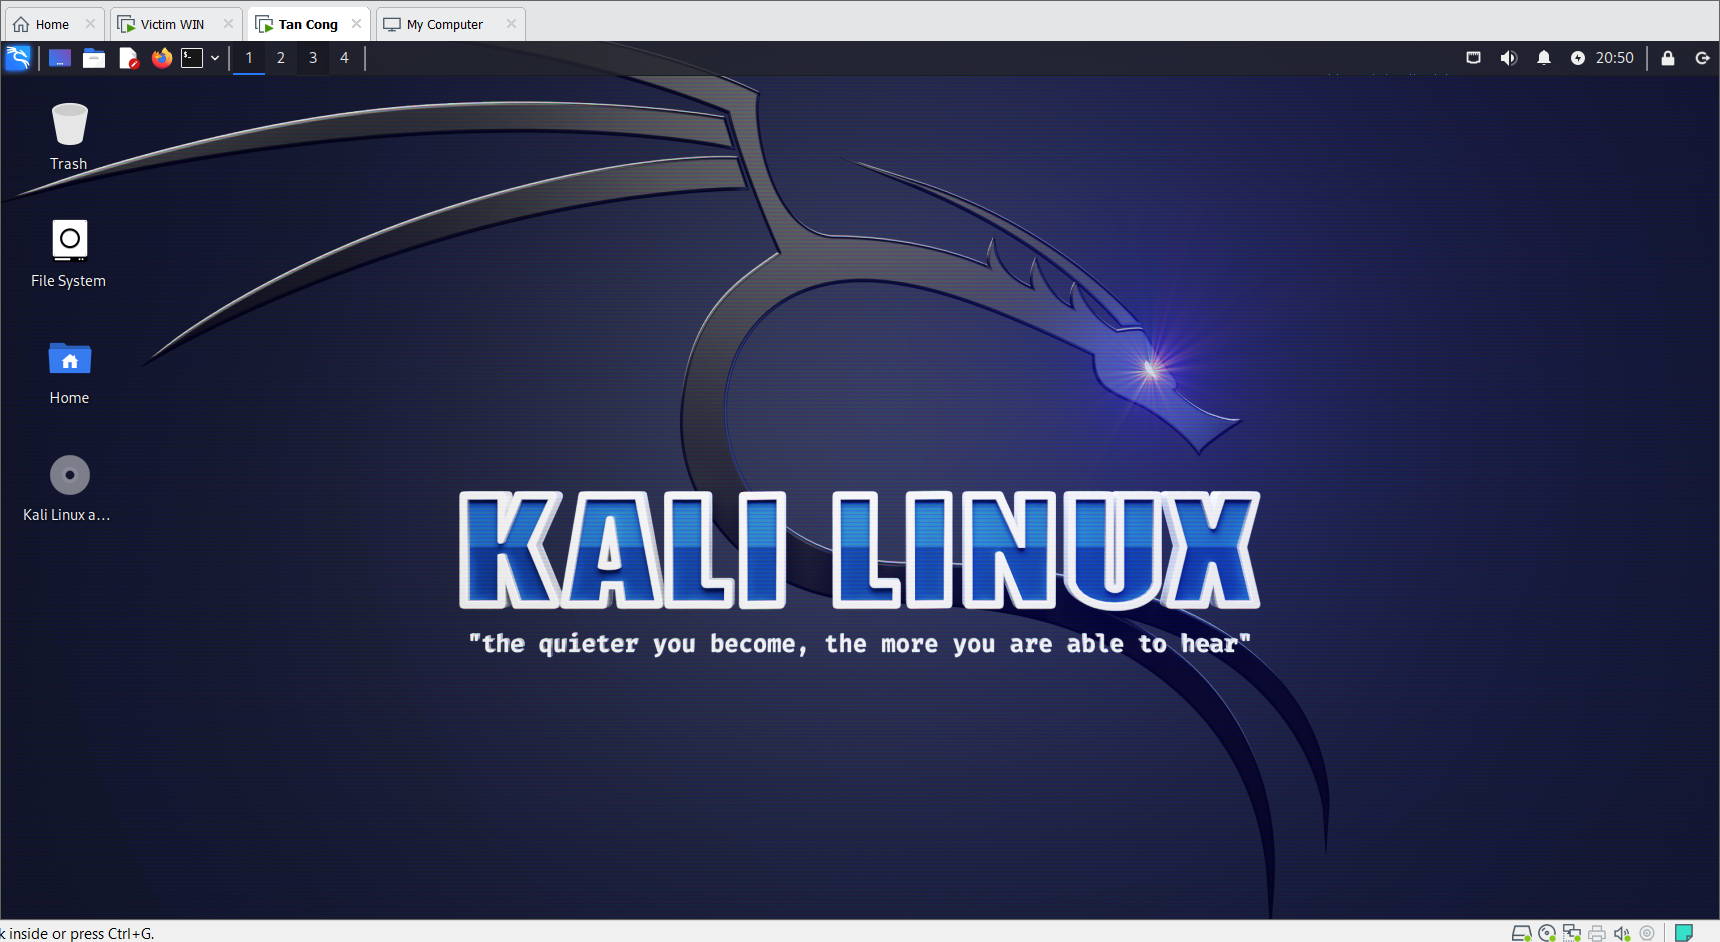 Home
Victim WIN
Tan Cong
My Computer
1 2 3 4
20:50
Trash
File System
Home
Kali Linux a...
KALI LINUX
"the quieter you become, the more you are able to hear"
k inside or press Ctrl+G.